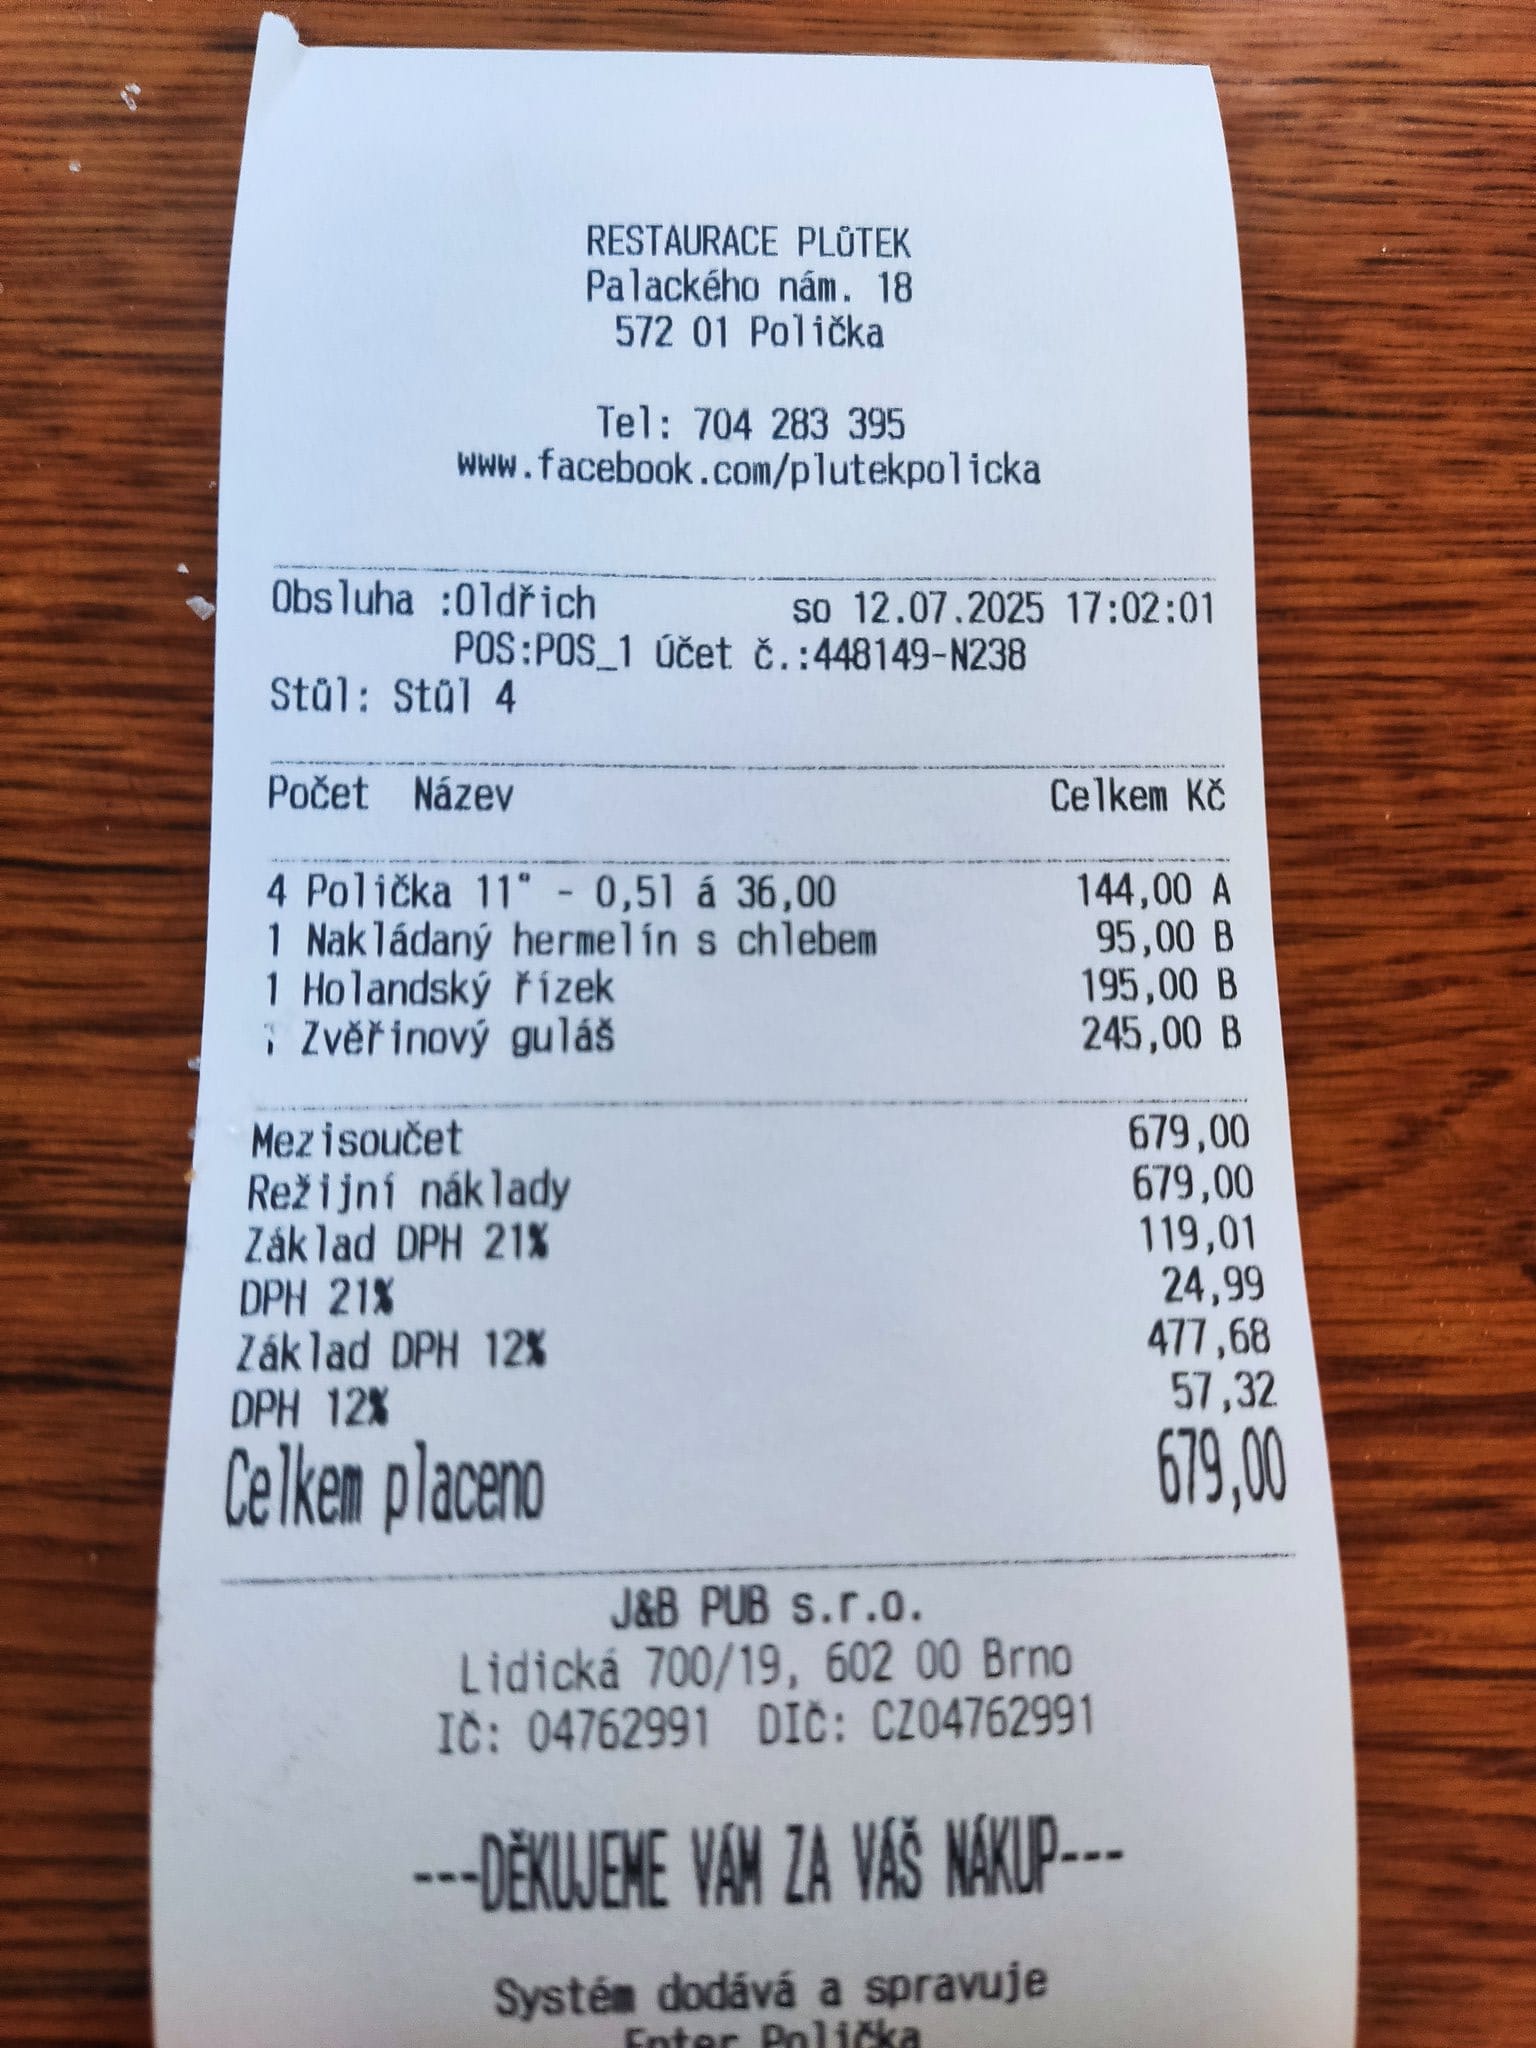 RESTAURACE PLŮTEK
Palackého nám. 18
572 01 Polička
Tel: 704 283 395
www.facebook.com/plutekpolicka
Obsluha :Oldřich so 12.07.2025 17:02:01
POS:POS_1 Účet č.:448149-N238
Stůl: Stůl 4
Počet Název Celkem Kč
4 Polička 11° - 0,5l á 36,00 144,00 A
1 Nakládaný hermelín s chlebem 95,00 B
1 Holandský řízek 195,00 B
1 Zvěřinový guláš 245,00 B
Mezisoučet 679,00
Režijní náklady 679,00
Základ DPH 21% 119,01
DPH 21% 24,99
Základ DPH 12% 477,68
DPH 12% 57,32
Celkem placeno 679,00
J&B PUB s.r.o.
Lidická 700/19, 602 00 Brno
IČ: 04762991 DIČ: CZ04762991
---DĚKUJEME VÁM ZA VÁŠ NÁKUP---
Systém dodává a spravuje
Enter Polička